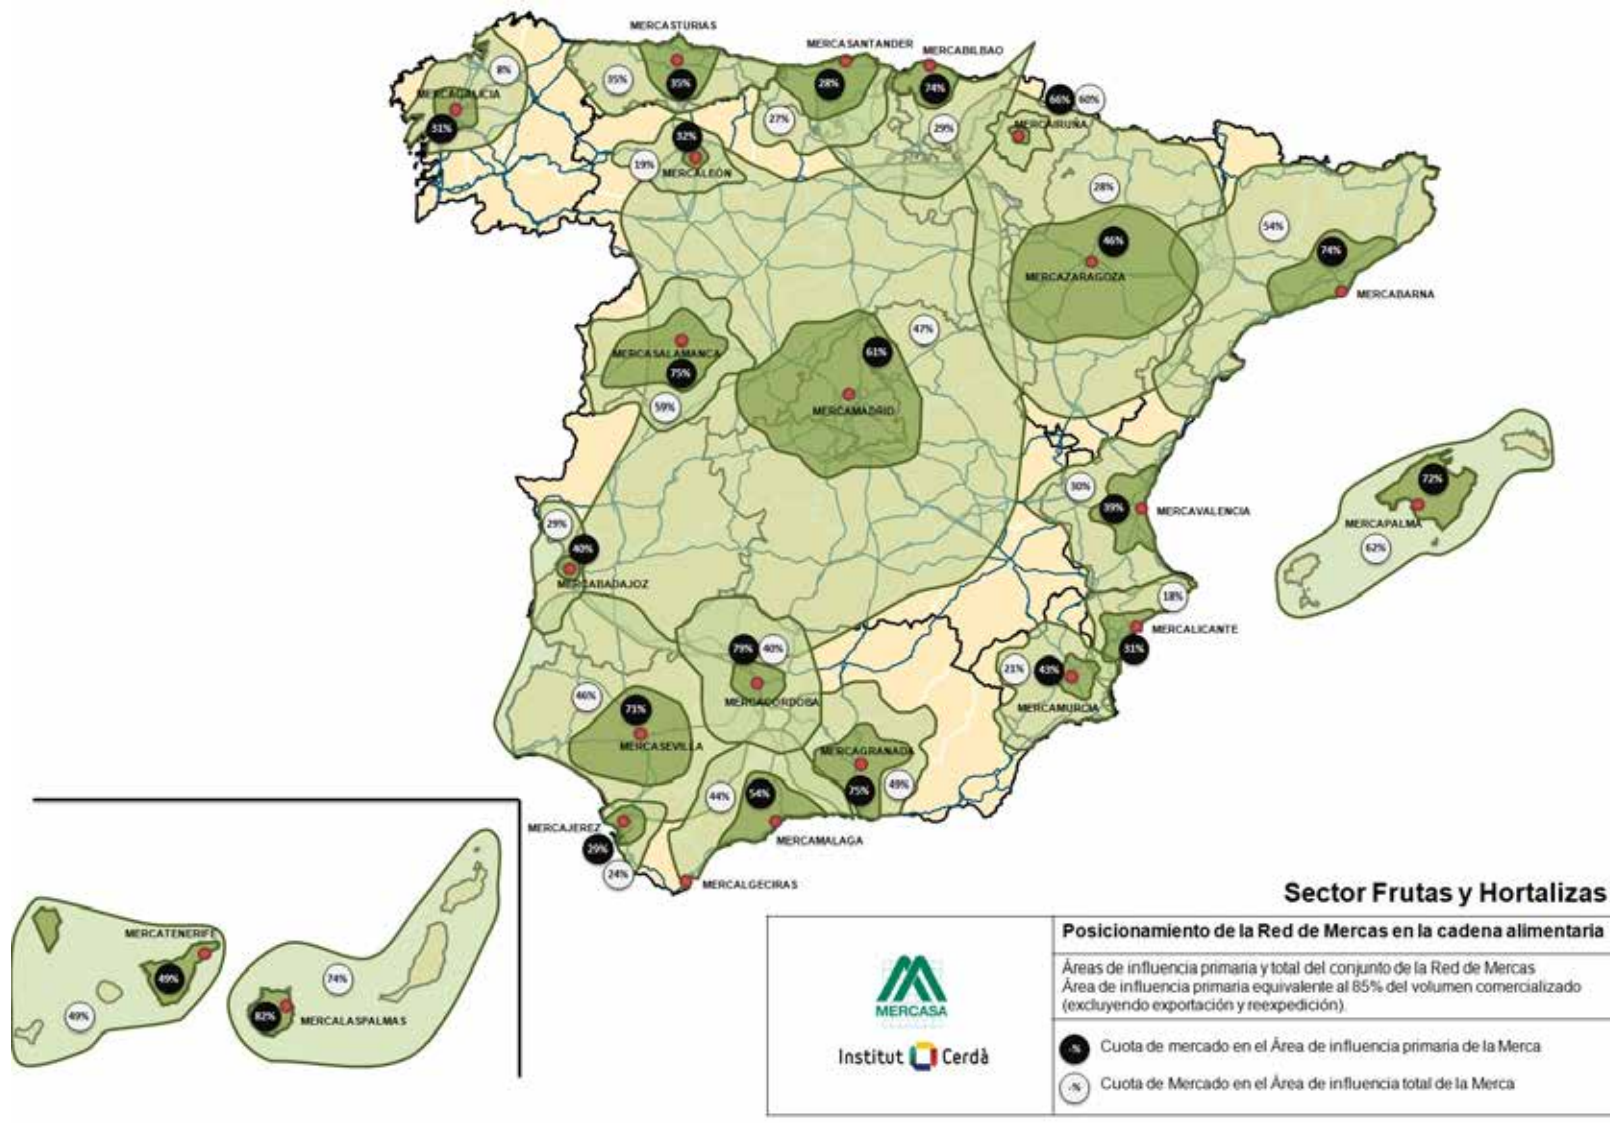 MERCASTURIAS
MERCASANTANDER
MERCABILBAO
8%
35%
35%
28%
74%
66%
60%
MERCAGALICIA
31%
27%
29%
MERCAIRUÑA
32%
19%
MERCALEÓN
28%
54%
46%
74%
MERCAZARAGOZA
MERCABARNA
47%
61%
MERCASALAMANCA
75%
59%
MERCAMADRID
72%
30%
39%
MERCAVALENCIA
MERCAPALMA
62%
29%
40%
MERCABADAJOZ
18%
MERCALICANTE
31%
79%
40%
21%
43%
MERCACORDOBA
MERCAMURCIA
46%
MERCASEVILLA
MERCAGRANADA
44%
54%
75%
49%
MERCAJEREZ
29%
24%
MERCAMALAGA
MERCALGECIRAS
MERCATENERIFE
49%
49%
74%
82%
MERCALASPALMAS
Sector Frutas y Hortalizas
Posicionamiento de la Red de Mercas en la cadena alimentaria
Áreas de influencia primaria y total del conjunto de la Red de Mercas
Área de influencia primaria equivalente al 85% del volumen comercializado
(excluyendo exportación y reexpedición).
MERCASA
Institut Cerdà
-% Cuota de mercado en el Área de influencia primaria de la Merca
-% Cuota de Mercado en el Área de influencia total de la Merca